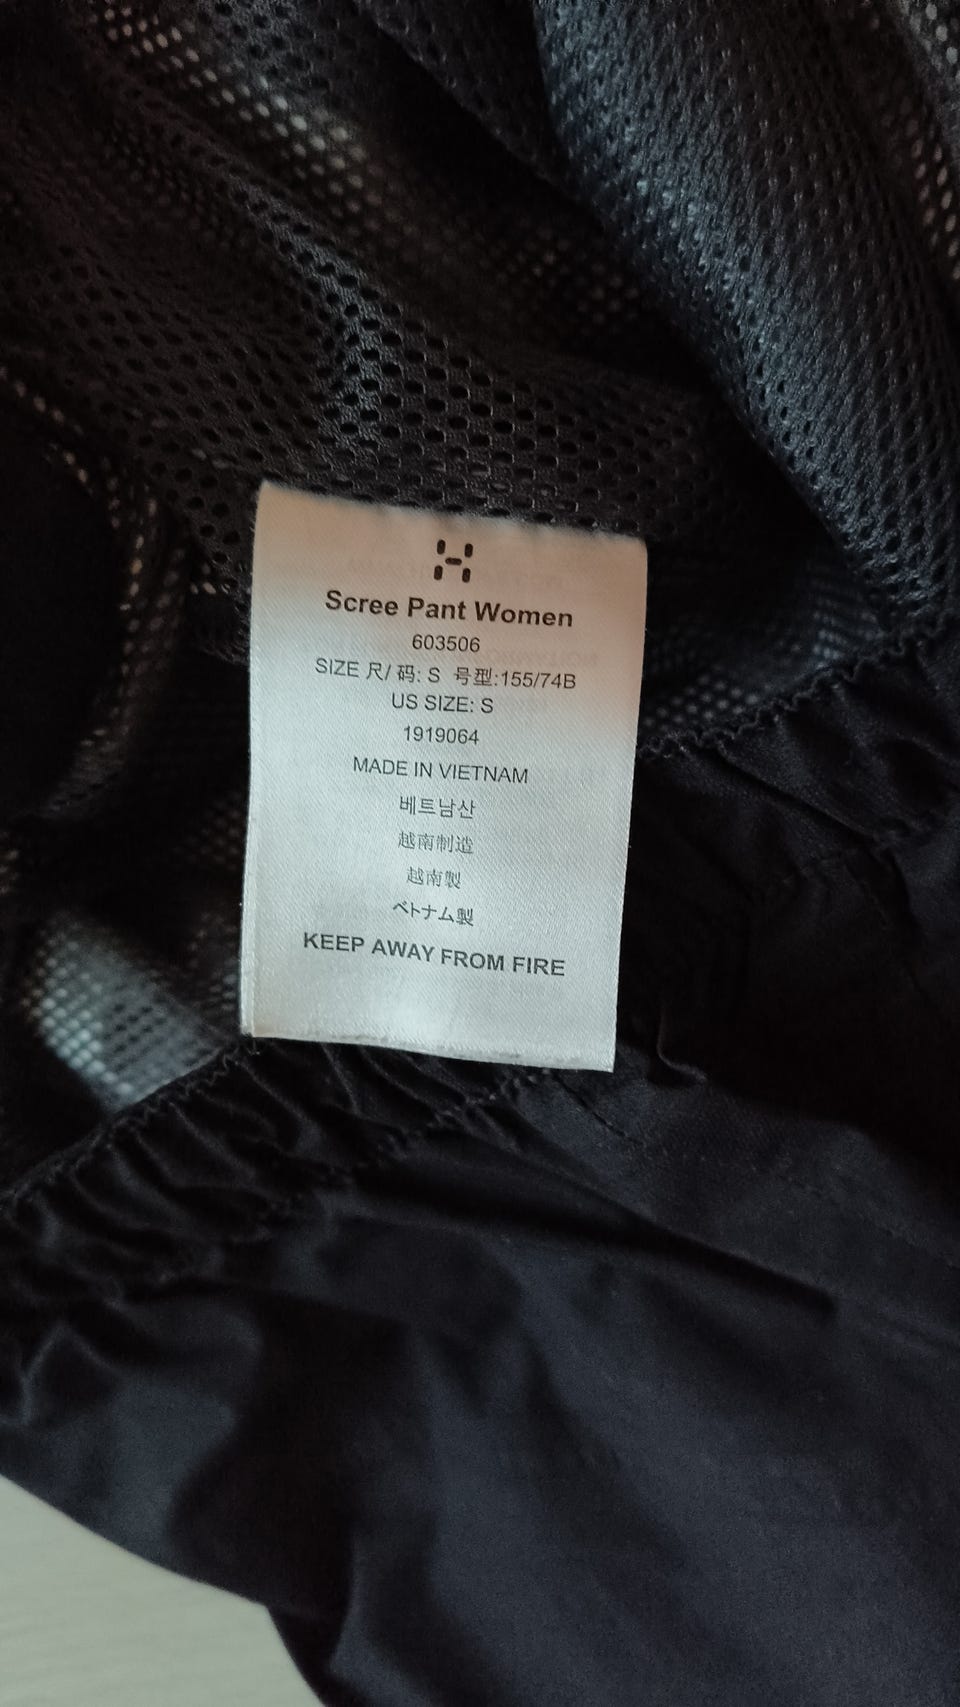 Scree Pant Women
603506
SIZE 尺/ 码: S 号型:155/74B
US SIZE: S
1919064
MADE IN VIETNAM
베트남산
越南制造
越南製
ベトナム製
KEEP AWAY FROM FIRE